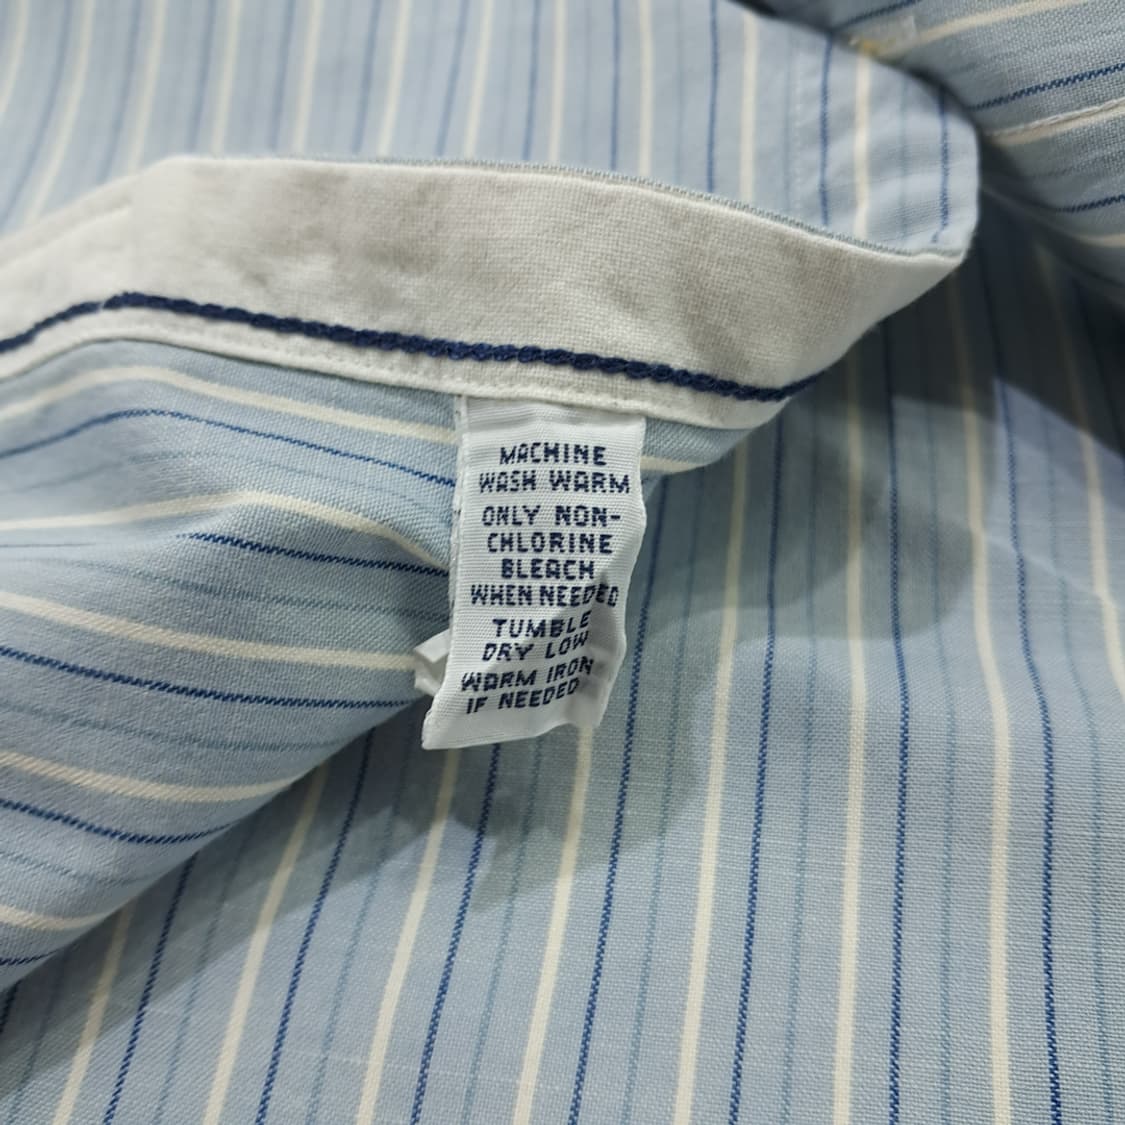 MACHINE
WASH WARM
ONLY NON-
CHLORINE
BLEACH
WHEN NEEDED
TUMBLE
DRY LOW
WARM IRON
IF NEEDED